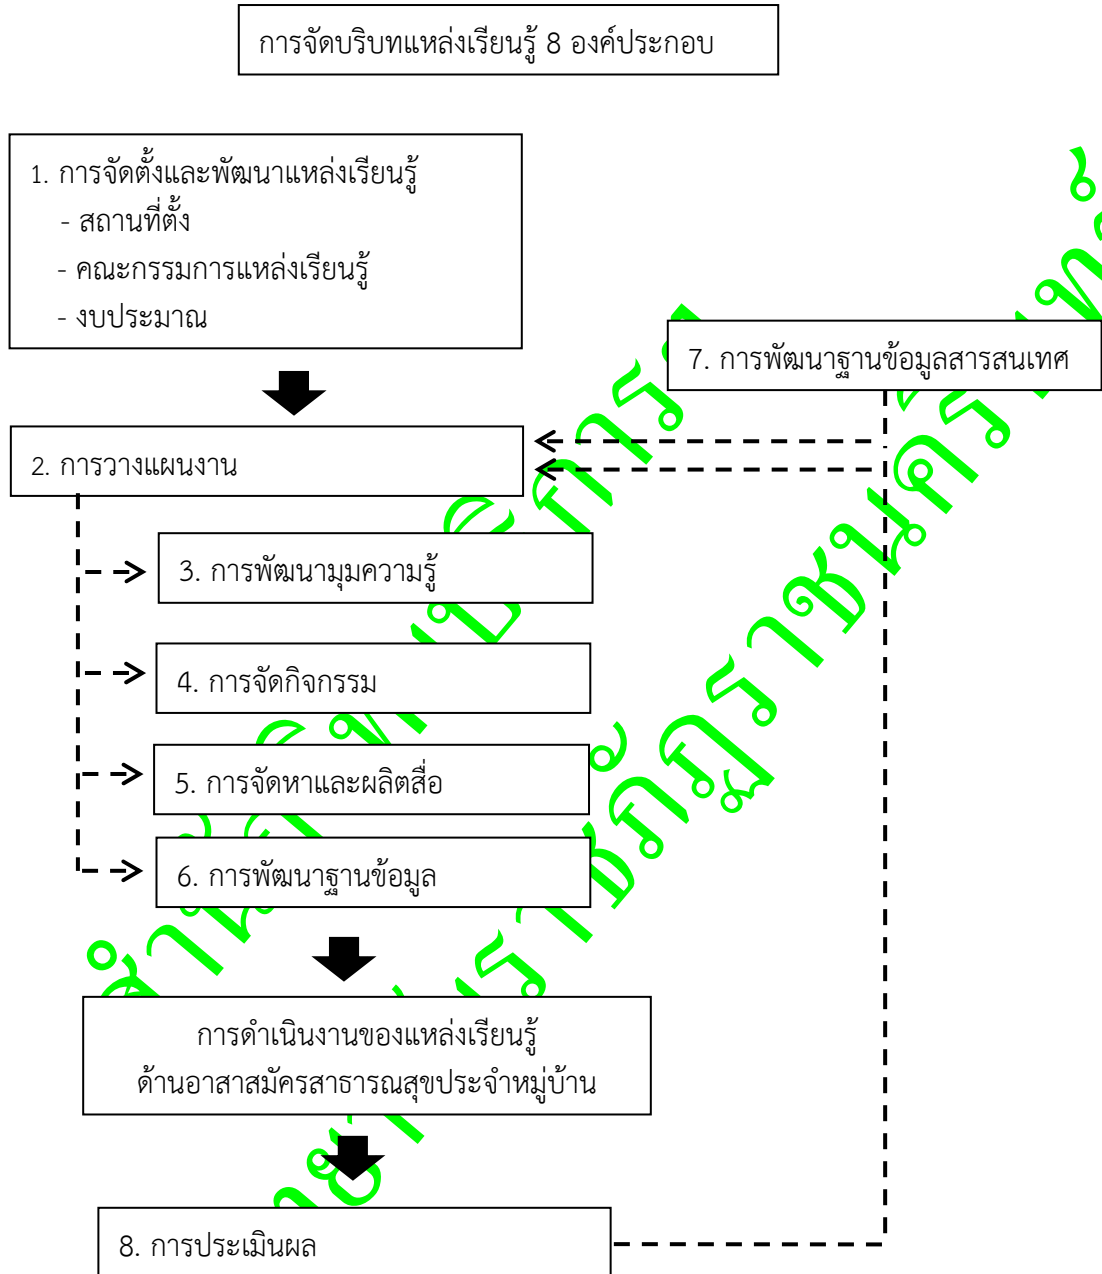 การจัดบริบทแหล่งเรียนรู้ 8 องค์ประกอบ
1. การจัดตั้งและพัฒนาแหล่งเรียนรู้
- สถานที่ตั้ง
- คณะกรรมการแหล่งเรียนรู้
- งบประมาณ
7. การพัฒนาฐานข้อมูลสารสนเทศ
2. การวางแผนงาน
3. การพัฒนามุมความรู้
4. การจัดกิจกรรม
5. การจัดหาและผลิตสื่อ
6. การพัฒนาฐานข้อมูล
การดำเนินงานของแหล่งเรียนรู้
ด้านอาสาสมัครสาธารณสุขประจำหมู่บ้าน
8. การประเมินผล